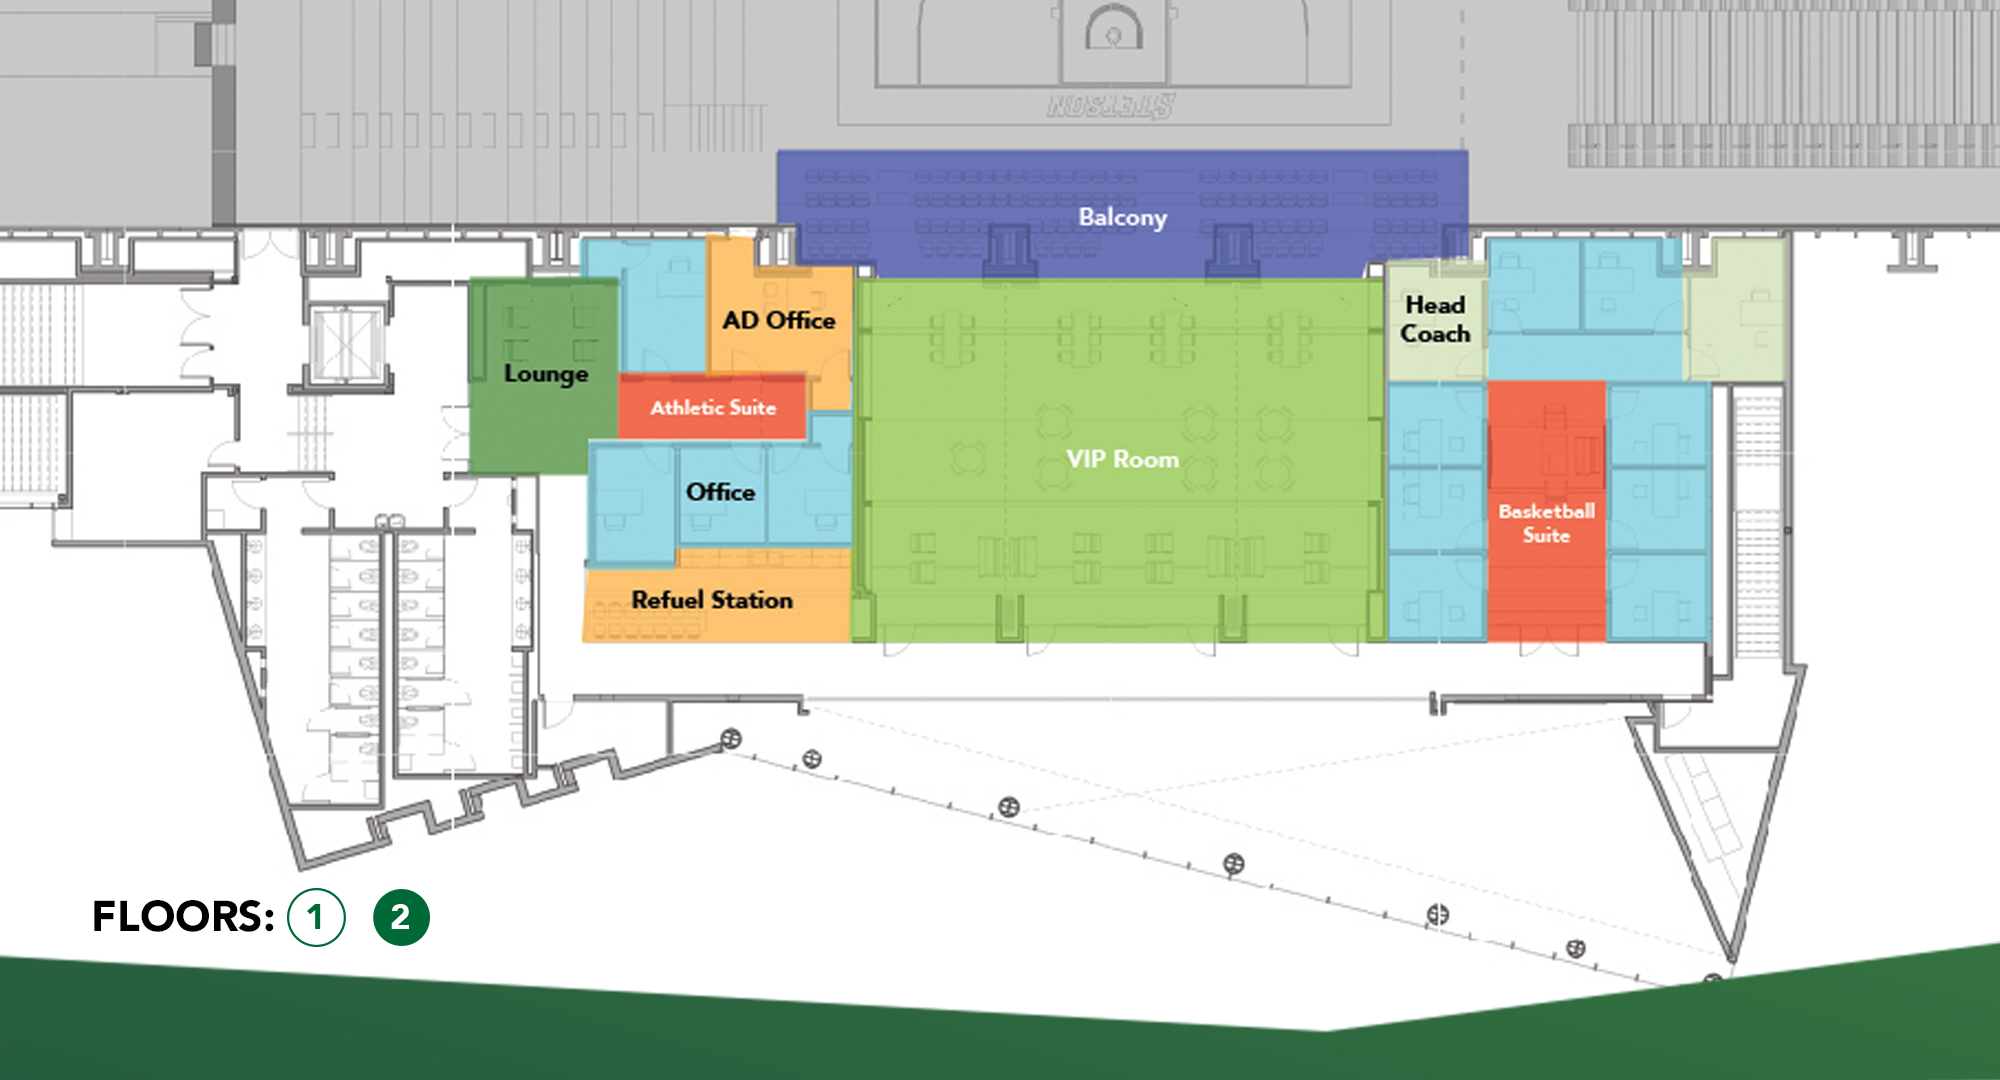 STETSON
Balcony
AD Office
Head
Coach
Lounge
Athletic Suite
VIP Room
Office
Basketball
Suite
Refuel Station
FLOORS: 1 2